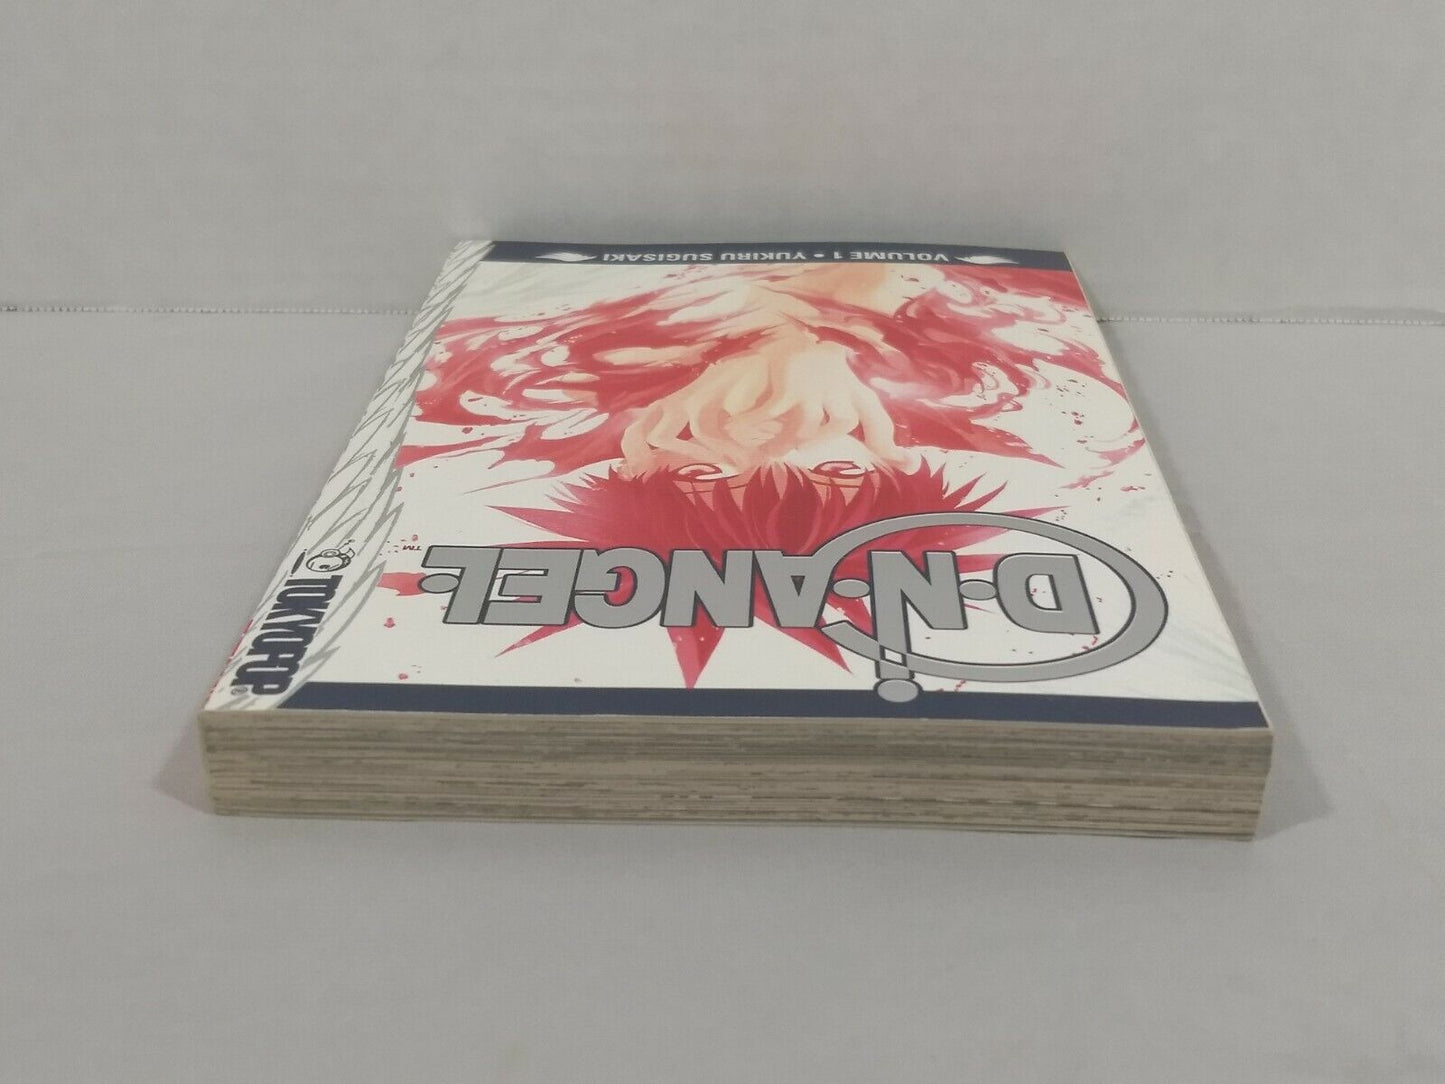 D·N·ANGEL·™
TOKYOPOP®
VOLUME 1 • YUKIRU SUGISAKI